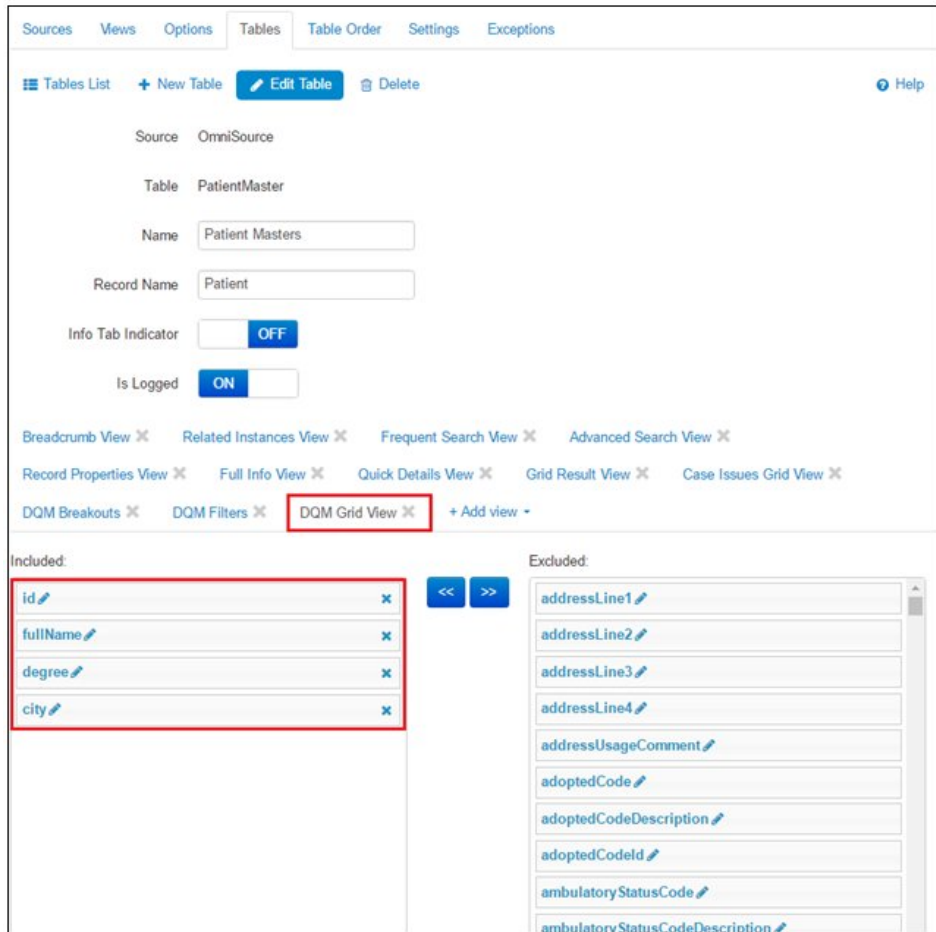 Sources Views Options Tables Table Order Settings Exceptions
Tables List + New Table Edit Table Delete Help
Source OmniSource
Table PatientMaster
Name Patient Masters
Record Name Patient
Info Tab Indicator OFF
Is Logged ON
Breadcrumb View Related Instances View Frequent Search View Advanced Search View
Record Properties View Full Info View Quick Details View Grid Result View Case Issues Grid View
DQM Breakouts DQM Filters DQM Grid View + Add view
Included: Excluded:
id << >> addressLine1
fullName addressLine2
degree addressLine3
city addressLine4
addressUsageComment
adoptedCode
adoptedCodeDescription
adoptedCodeId
ambulatoryStatusCode
ambulatoryStatusCodeDescription